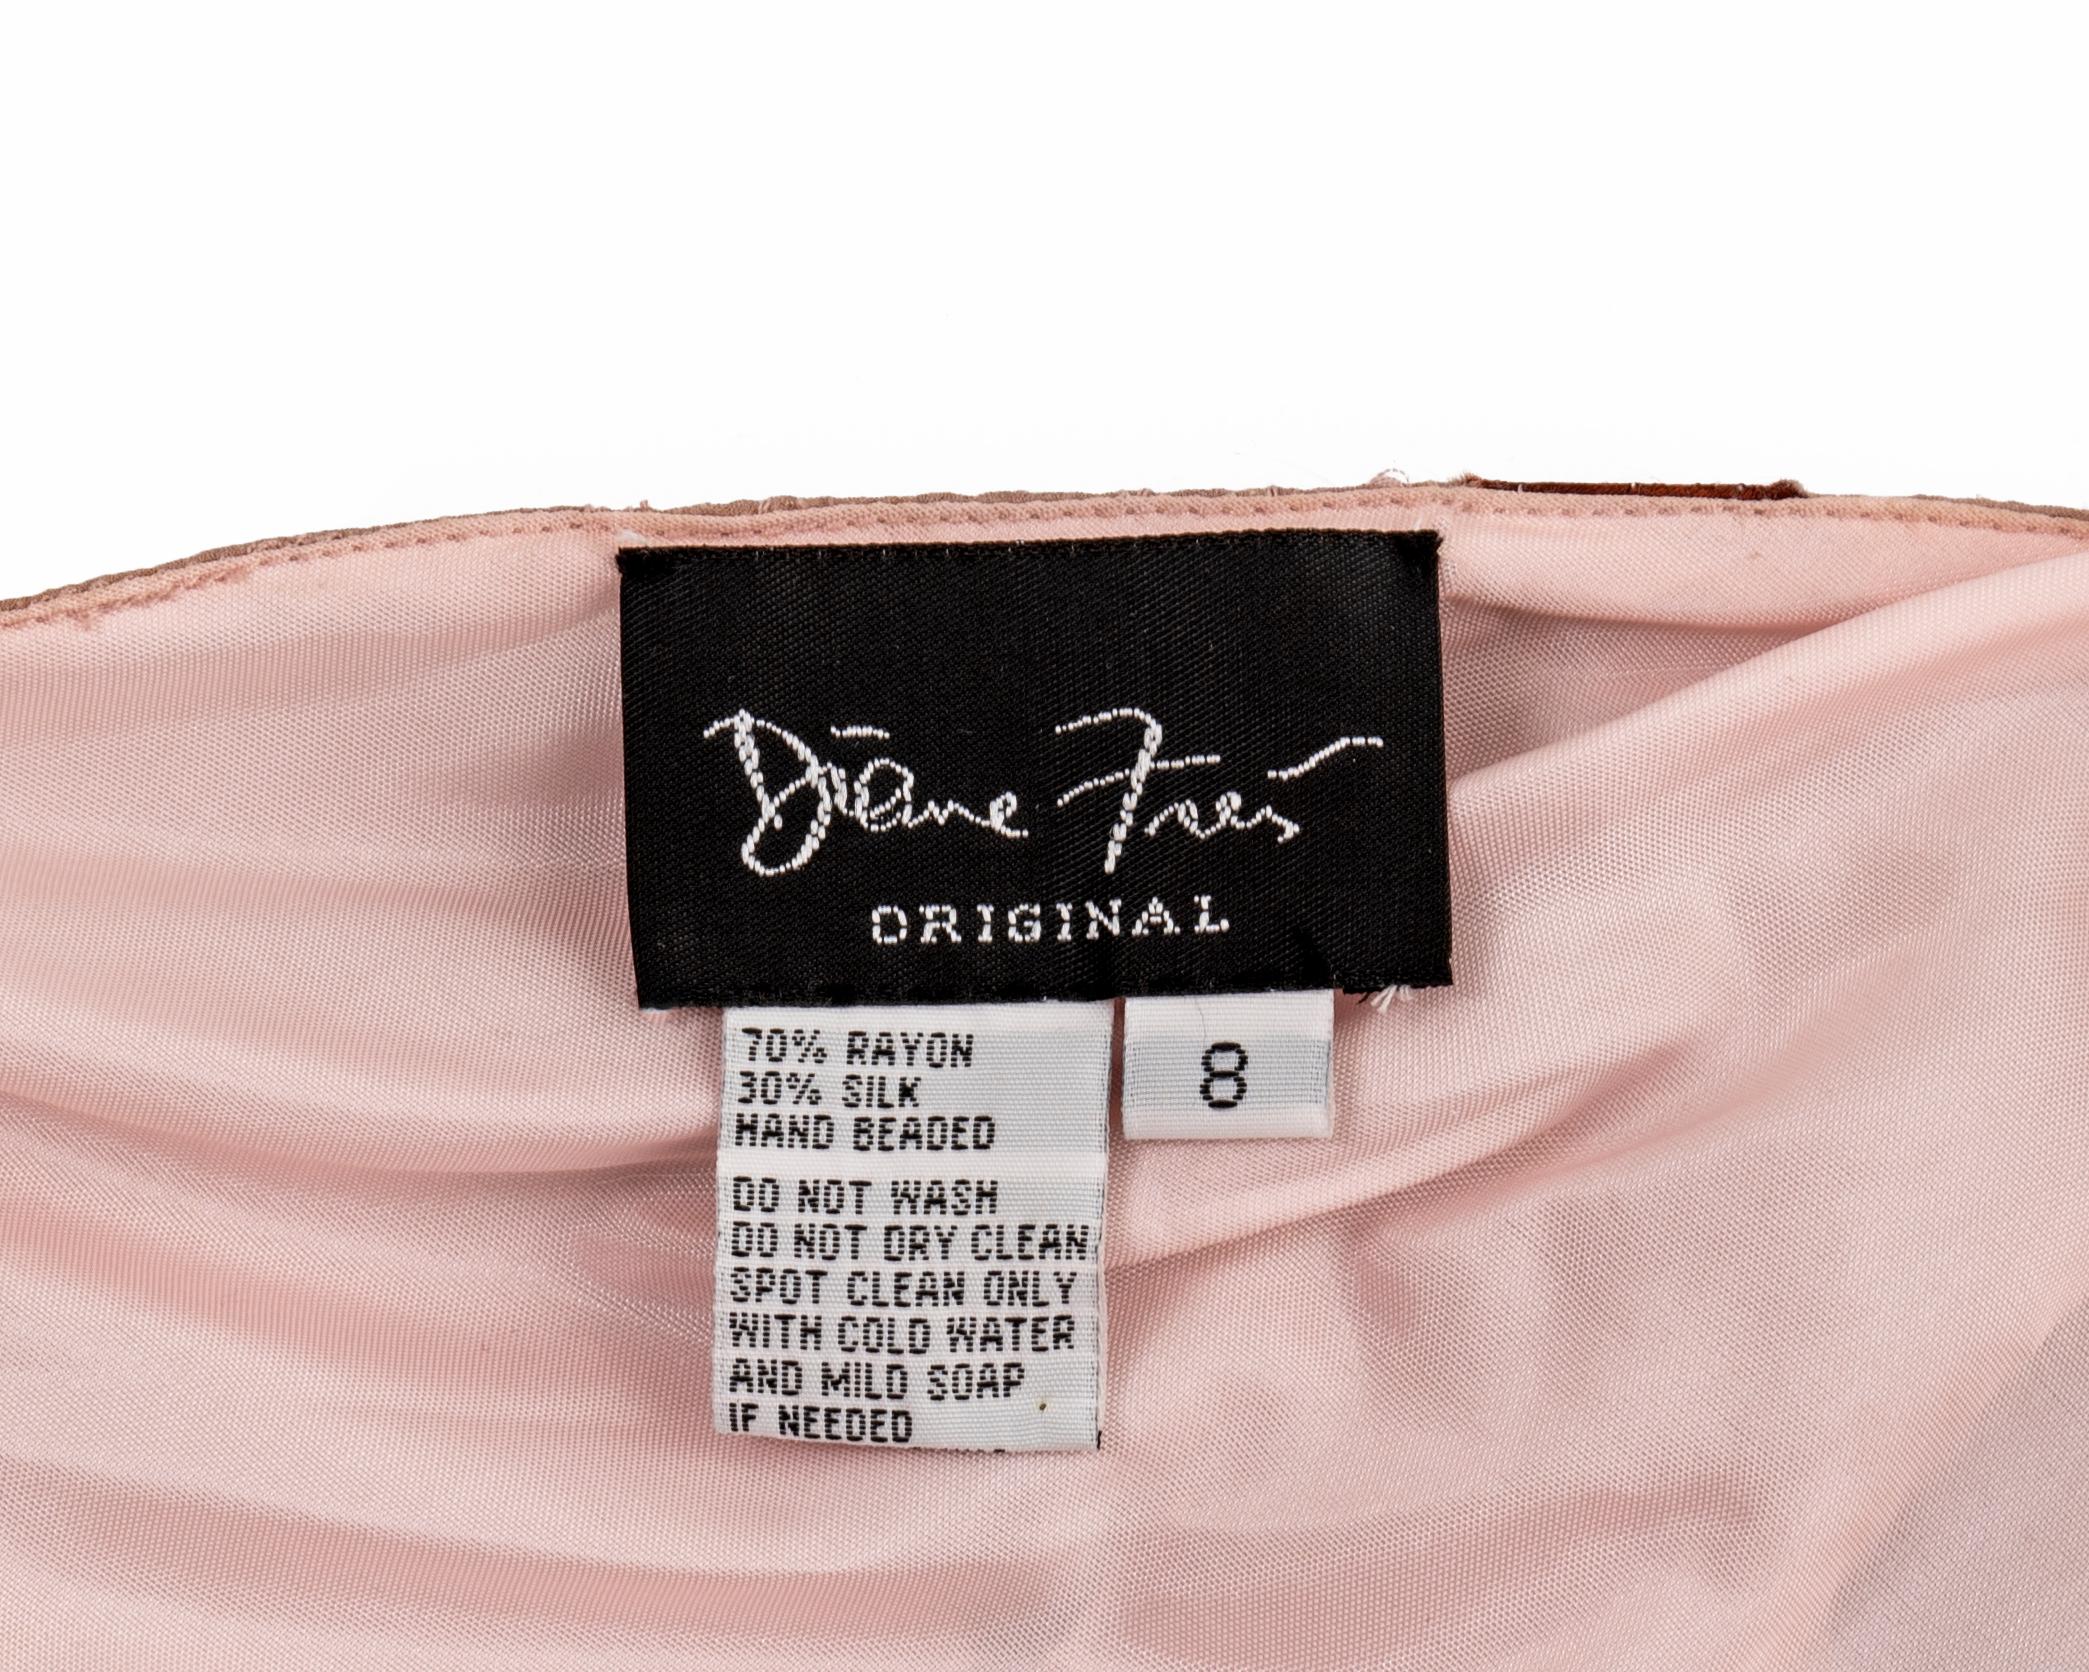 Diane Freis
ORIGINAL
70% RAYON
30% SILK
HAND BEADED
DO NOT WASH
DO NOT DRY CLEAN
SPOT CLEAN ONLY
WITH COLD WATER
AND MILD SOAP
IF NEEDED
8